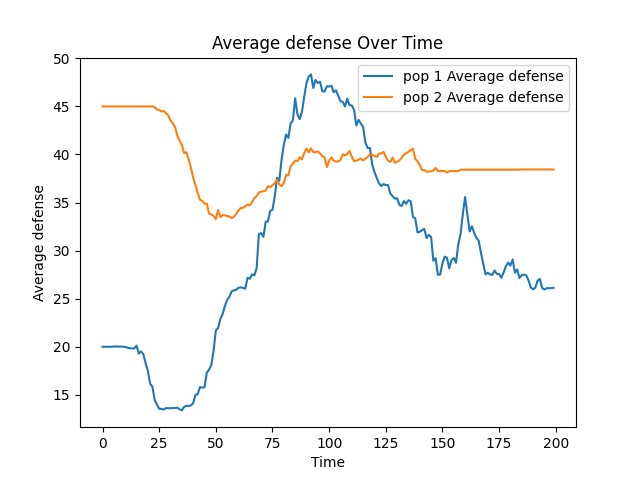 Average defense Over Time
pop 1 Average defense
pop 2 Average defense
Average defense
50
45
40
35
30
25
20
15
0 25 50 75 100 125 150 175 200
Time